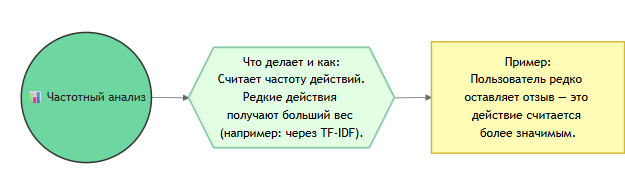 📊 Частотный анализ
Что делает и как:
Считает частоту действий.
Редкие действия
получают больший вес
(например: через TF-IDF).
Пример:
Пользователь редко
оставляет отзыв — это
действие считается
более значимым.